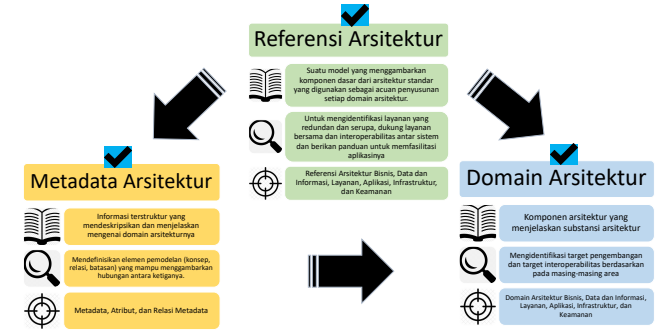 Referensi Arsitektur
Suatu model yang menggambarkan
komponen dasar dari arsitektur standar
yang digunakan sebagai acuan penyusunan
setiap domain arsitektur.
Untuk mengidentifikasi layanan yang
redundan dan serupa, dukung layanan
bersama dan interoperabilitas antar sistem
dan berikan panduan untuk memfasilitasi
aplikasinya
Referensi Arsitektur Bisnis, Data dan
Informasi, Layanan, Aplikasi, Infrastruktur,
dan Keamanan
Metadata Arsitektur
Informasi terstruktur yang
mendeskripsikan dan menjelaskan
mengenai domain arsitekturnya
Mendefinisikan elemen pemodelan (konsep,
relasi, batasan) yang mampu menggambarkan
hubungan antara ketiganya.
Metadata, Atribut, dan Relasi Metadata
Domain Arsitektur
Komponen arsitektur yang
menjelaskan substansi arsitektur
Mengidentifikasi target pengembangan
dan target interoperabilitas berdasarkan
pada masing-masing area
Domain Arsitektur Bisnis, Data dan Informasi,
Layanan, Aplikasi, Infrastruktur, dan
Keamanan